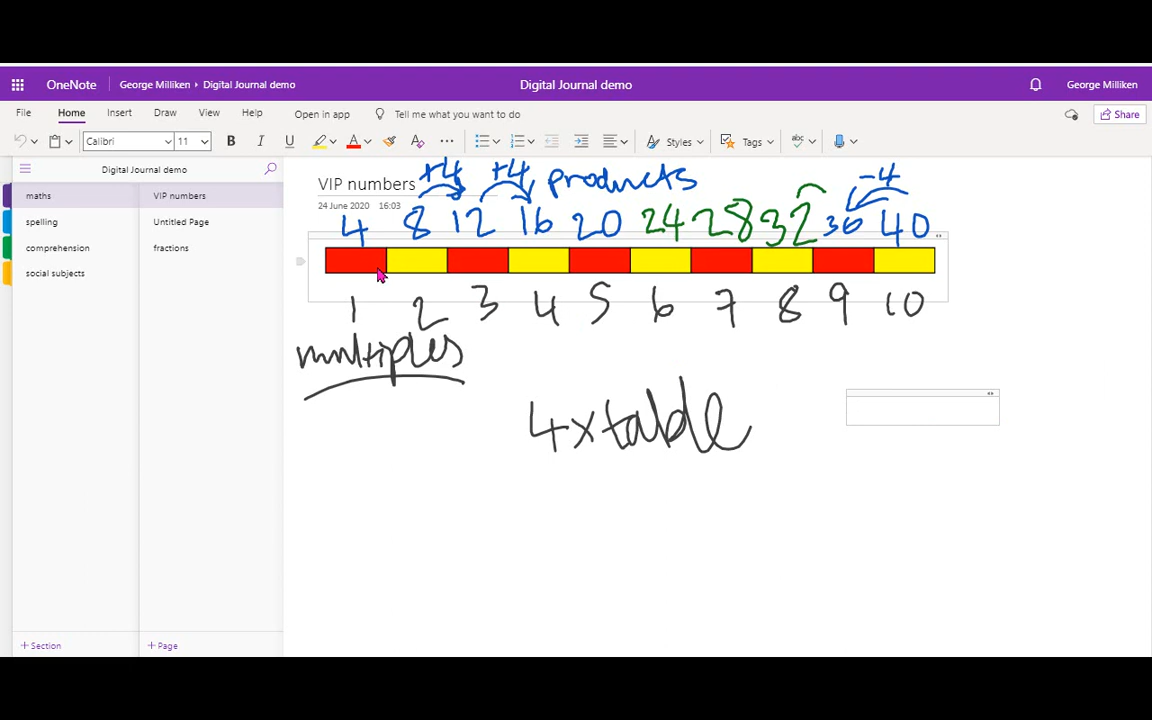 OneNote George Milliken › Digital Journal demo Digital Journal demo George Milliken
File Home Insert Draw View Help Open in app Tell me what you want to do Share
Calibri 11 B I U A Styles Tags abc
Digital Journal demo
maths VIP numbers
spelling Untitled Page
comprehension fractions
social subjects
+ Section + Page
VIP numbers
24 June 2020 16:03
+4 +4 products -4
4 8 12 16 20 24 28 32 36 40
1 2 3 4 5 6 7 8 9 10
multiples
4x table